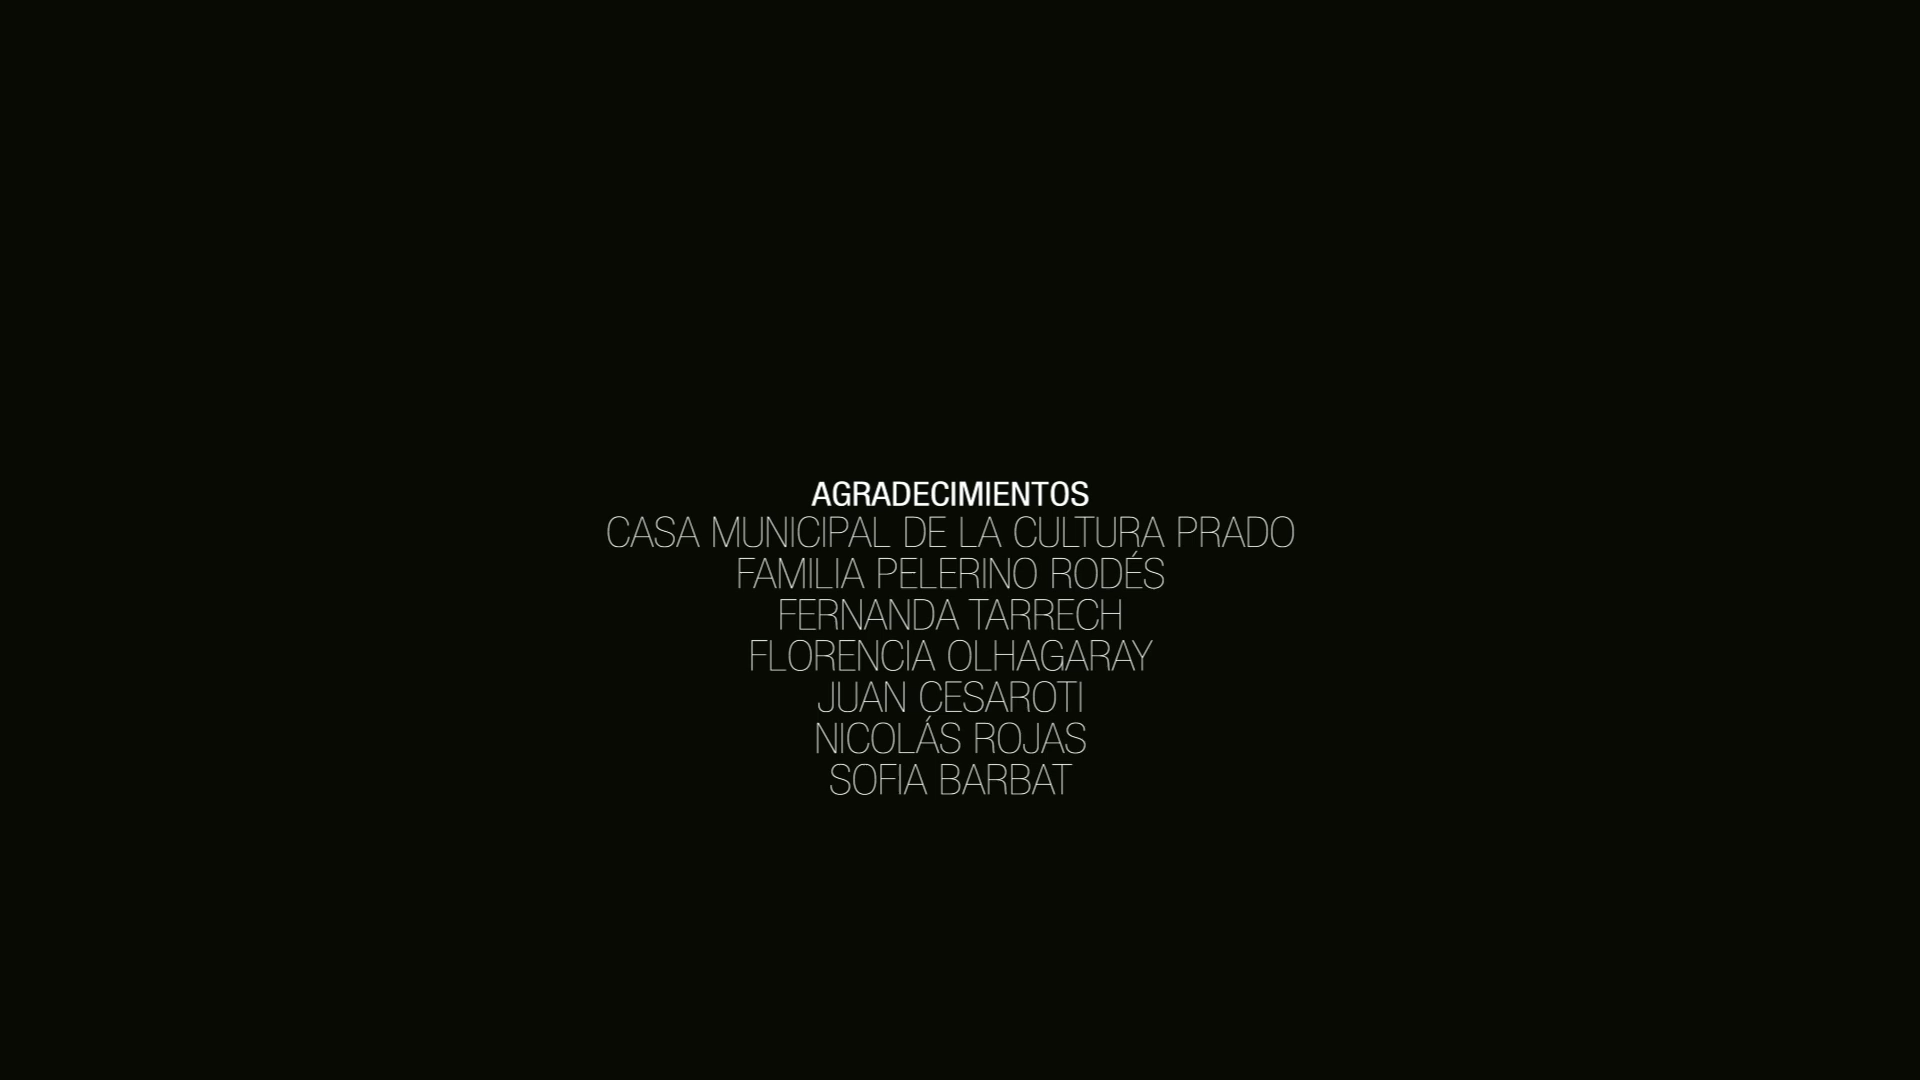 AGRADECIMIENTOS
CASA MUNICIPAL DE LA CULTURA PRADO
FAMILIA PELERINO RODÉS
FERNANDA TARRECH
FLORENCIA OLHAGARAY
JUAN CESAROTI
NICOLÁS ROJAS
SOFIA BARBAT